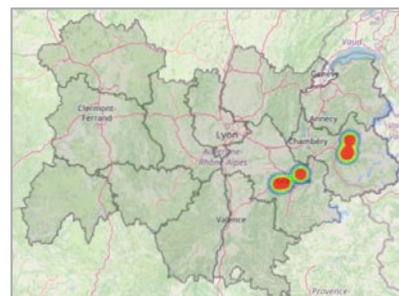 Vaud
Genève
Clermont-
Ferrand
Annecy
Lyon
Auvergne-
Rhône-Alpes
Chambéry
Valence
Provence